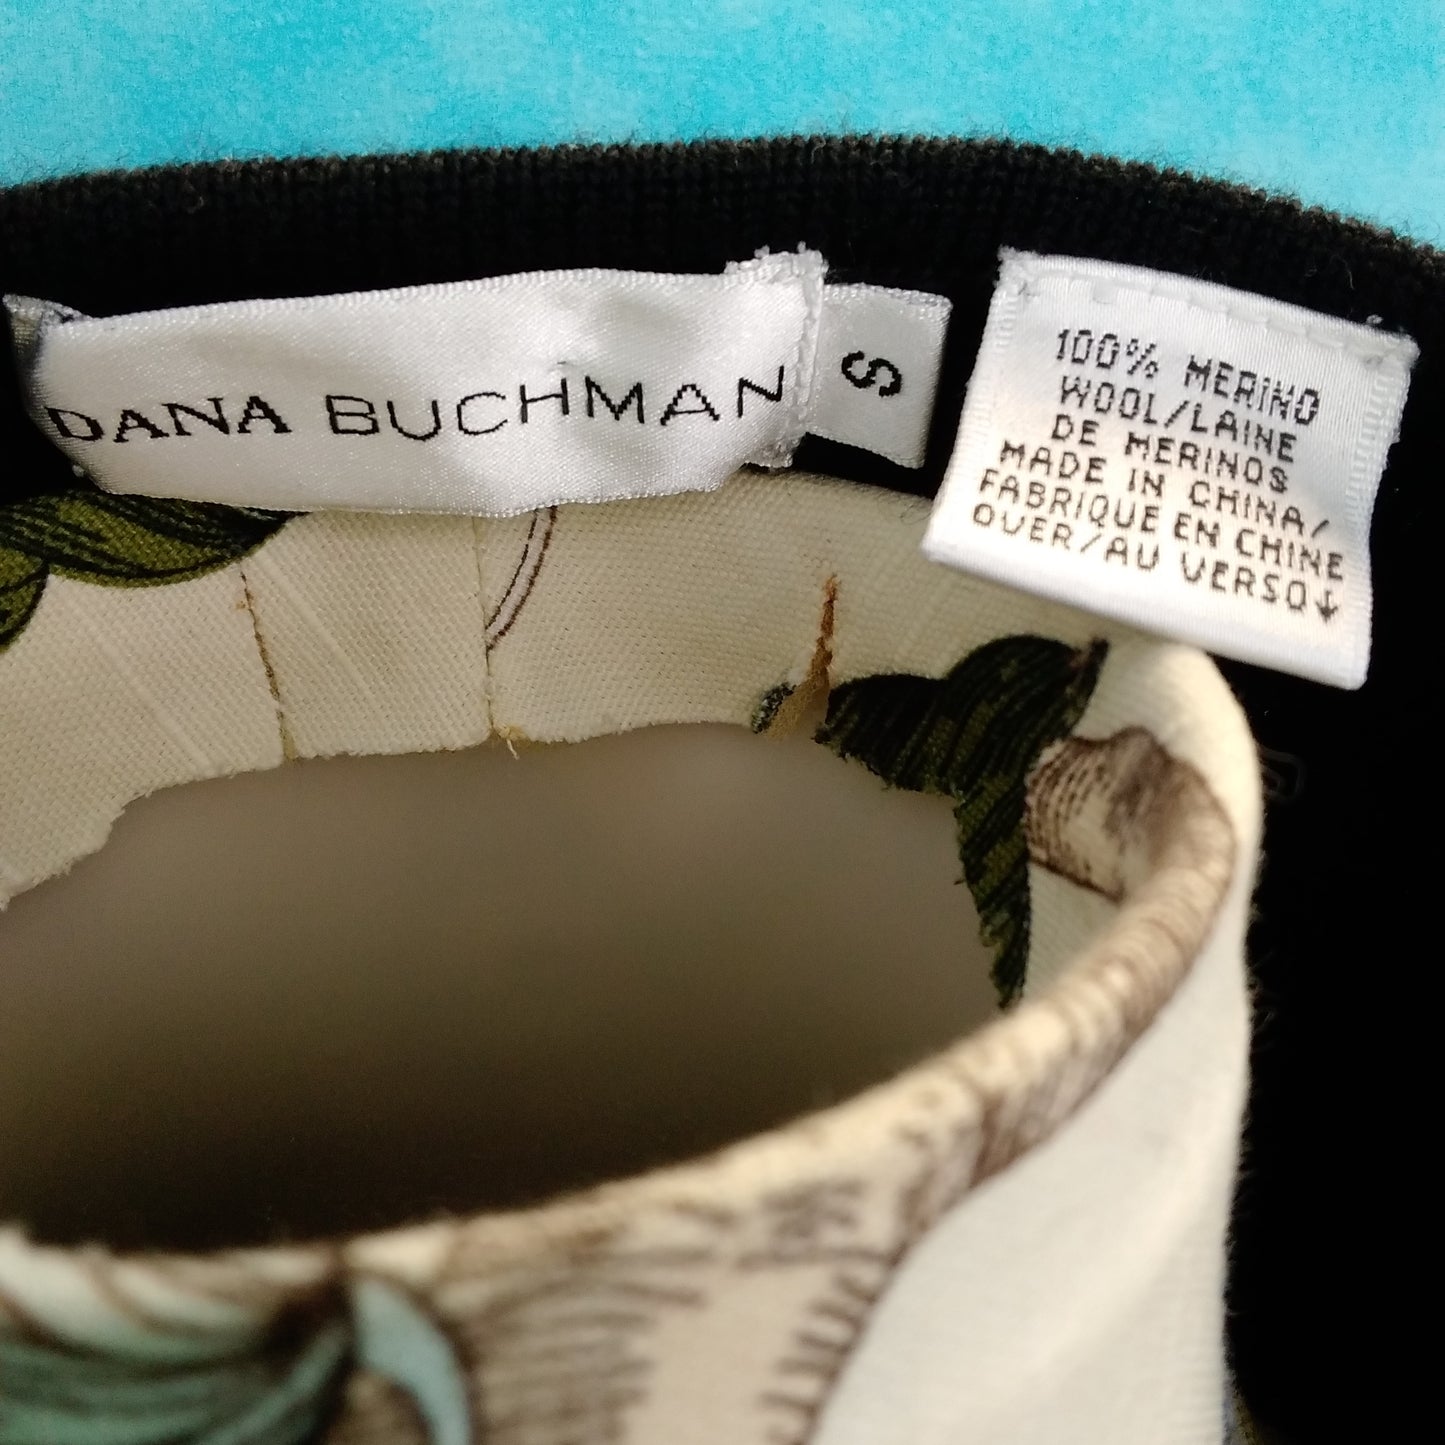 DANA BUCHMAN
S
100% MERINO
WOOL/LAINE
DE MERINOS
MADE IN CHINA/
FABRIQUE EN CHINE
OVER/AU VERSO↓